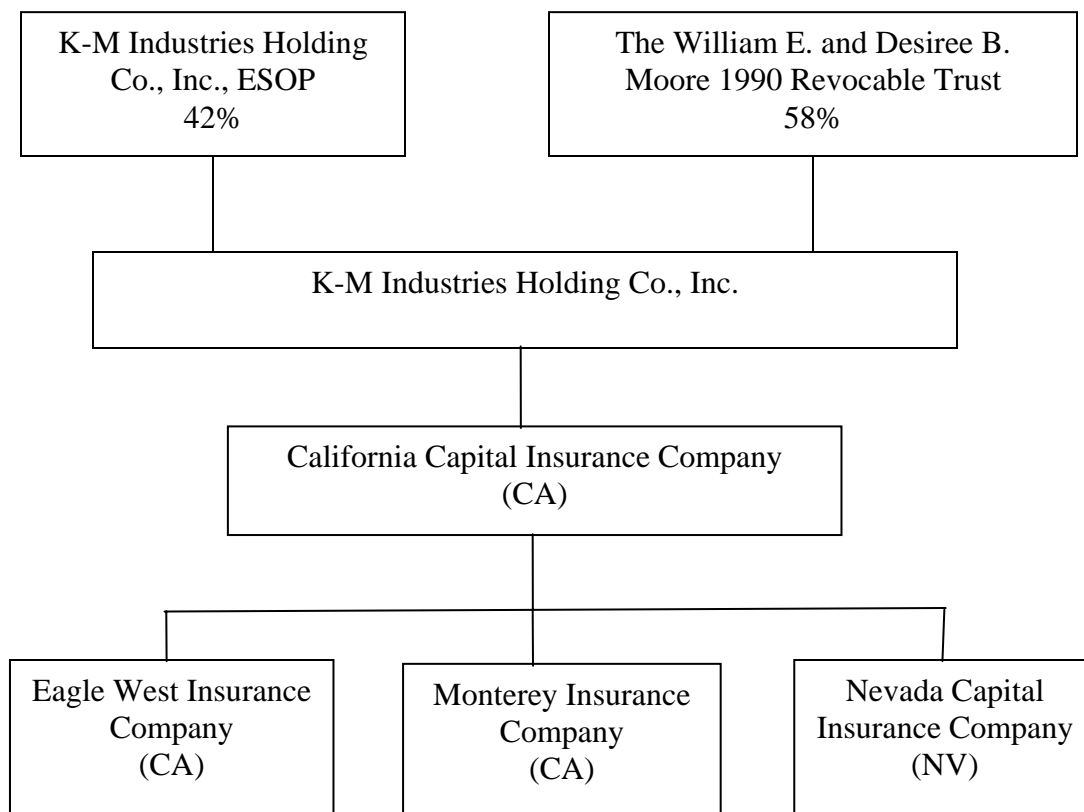 K-M Industries Holding
Co., Inc., ESOP
42%
The William E. and Desiree B.
Moore 1990 Revocable Trust
58%
K-M Industries Holding Co., Inc.
California Capital Insurance Company
(CA)
Eagle West Insurance
Company
(CA)
Monterey Insurance
Company
(CA)
Nevada Capital
Insurance Company
(NV)